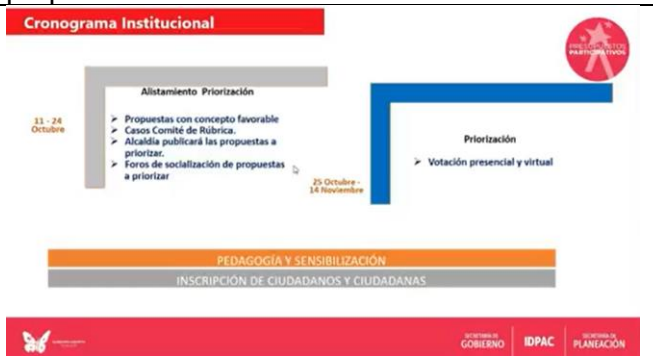 Cronograma Institucional
PRESUPUESTOS
PARTICIPATIVOS
Alistamiento Priorización
11 - 24
Octubre
➢ Propuestas con concepto favorable
➢ Casos Comité de Rúbrica.
➢ Alcaldía publicará las propuestas a
priorizar.
➢ Foros de socialización de propuestas
a priorizar
Priorización
➢ Votación presencial y virtual
25 Octubre -
14 Noviembre
PEDAGOGÍA Y SENSIBILIZACIÓN
INSCRIPCIÓN DE CIUDADANOS Y CIUDADANAS
SECRETARÍA DE
GOBIERNO
IDPAC
SECRETARÍA DE
PLANEACIÓN